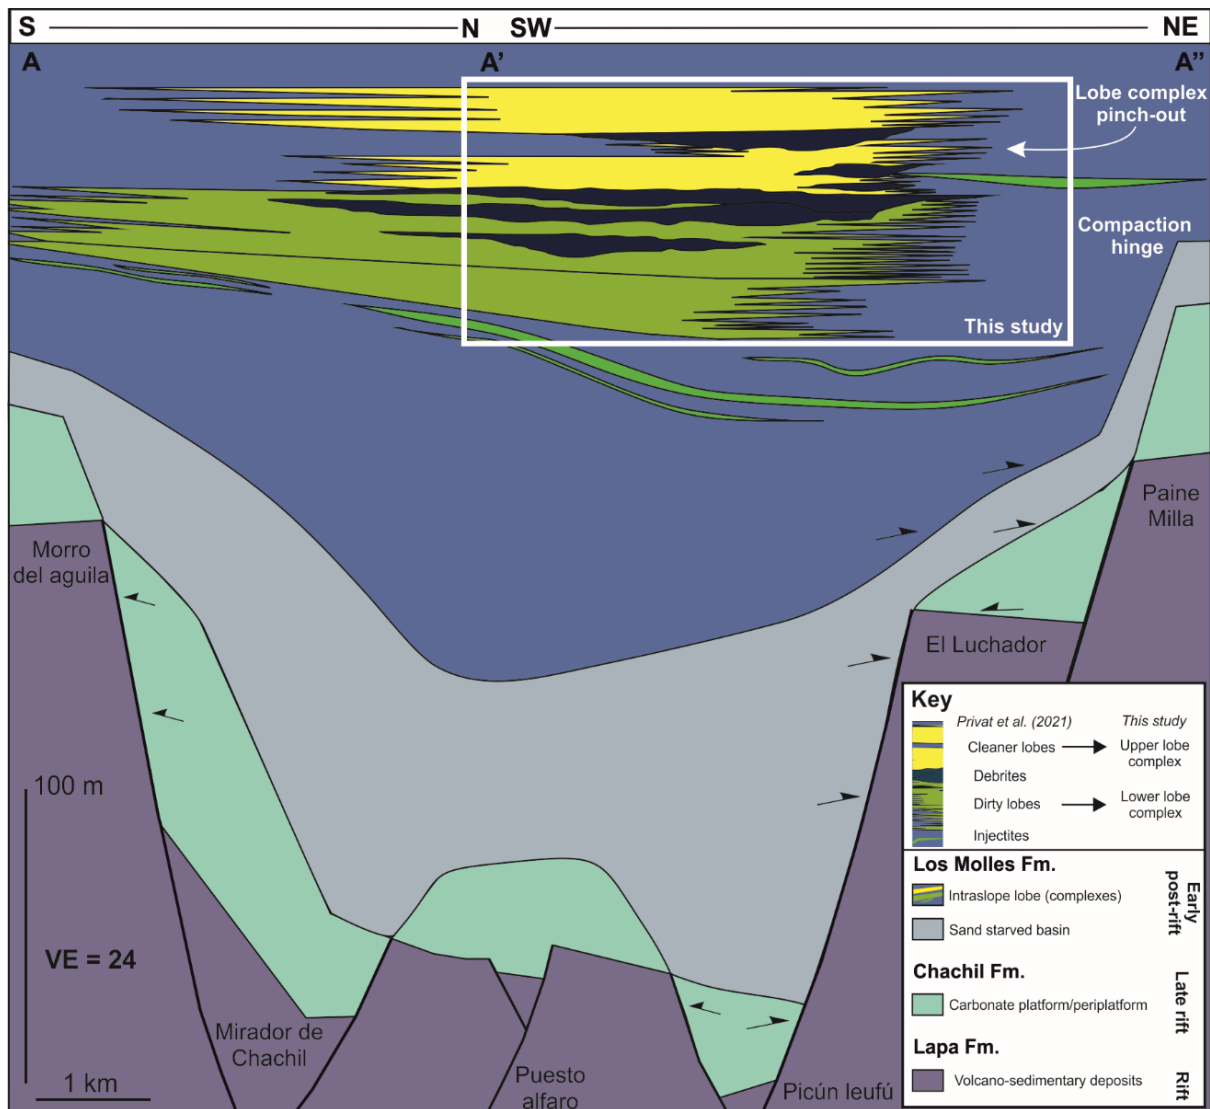 S N SW NE
A A' A''
Lobe complex
pinch-out
Compaction
hinge
This study
Morro
del aguila
Paine
Milla
El Luchador
100 m
VE = 24
1 km
Mirador de
Chachil
Puesto
alfaro
Picún leufú
Key
Privat et al. (2021) This study
Cleaner lobes Upper lobe
complex
Debrites
Dirty lobes Lower lobe
complex
Injectites
Los Molles Fm.
Intraslope lobe (complexes)
Sand starved basin
Early
post-rift
Chachil Fm.
Carbonate platform/periplatform
Late rift
Lapa Fm.
Volcano-sedimentary deposits
Rift